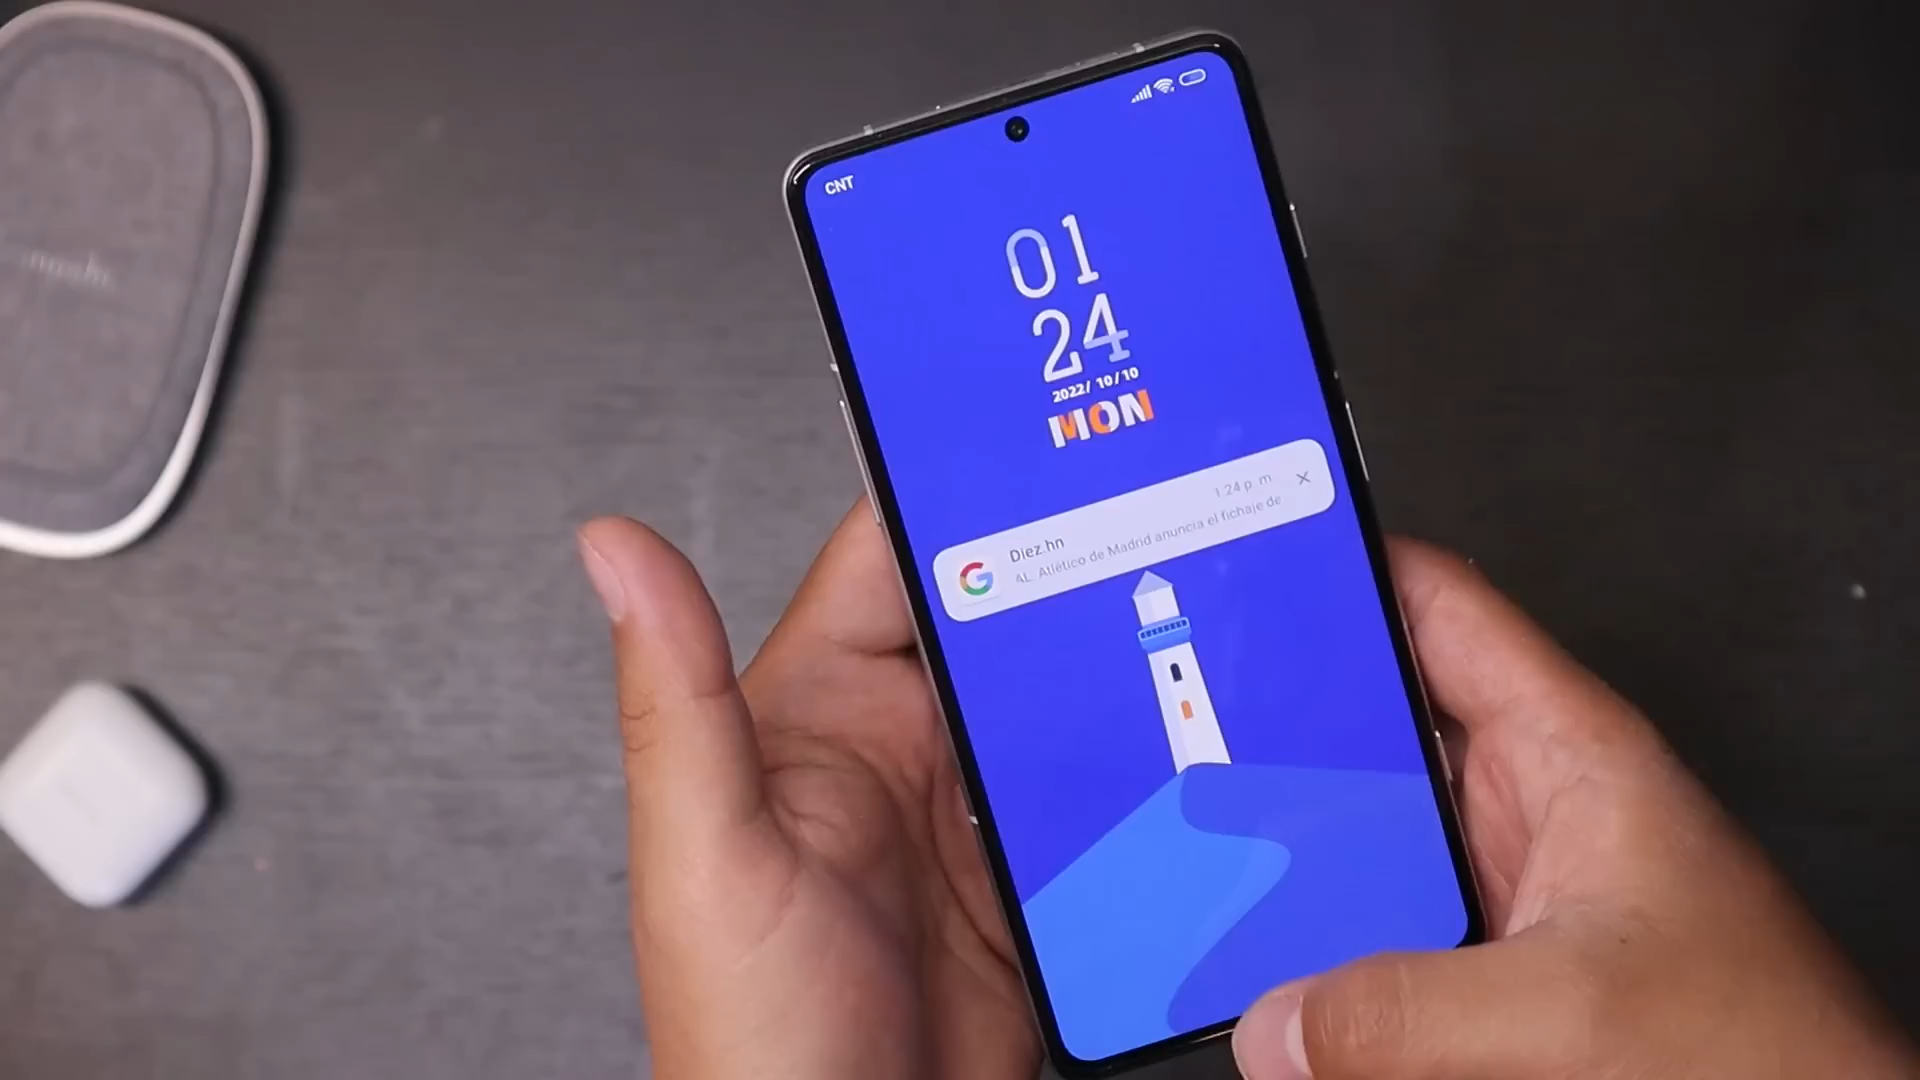 CNT
01
24
2022/ 10/10
MON
1:24 p. m.
Diez.hn
AL. Atlético de Madrid anuncia el fichaje de